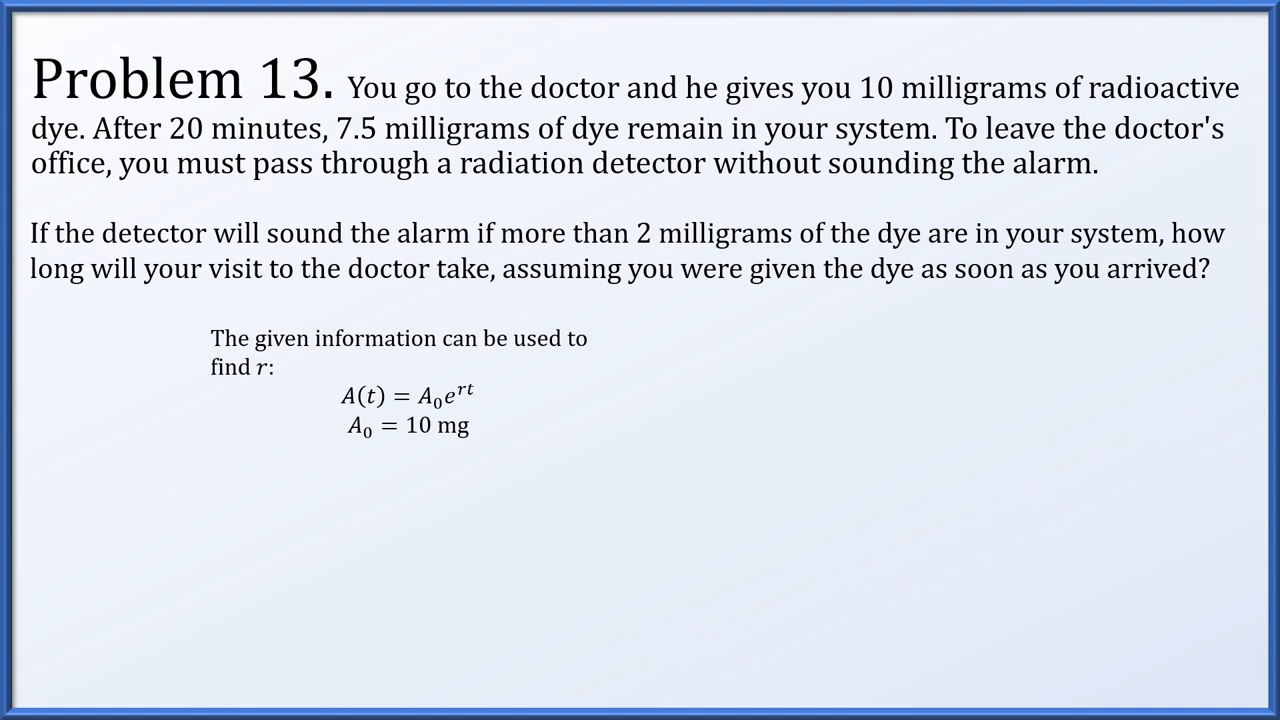 Problem 13. You go to the doctor and he gives you 10 milligrams of radioactive
dye. After 20 minutes, 7.5 milligrams of dye remain in your system. To leave the doctor's
office, you must pass through a radiation detector without sounding the alarm.
If the detector will sound the alarm if more than 2 milligrams of the dye are in your system, how
long will your visit to the doctor take, assuming you were given the dye as soon as you arrived?
The given information can be used to
find r:
A(t) = A₀eʳᵗ
A₀ = 10 mg